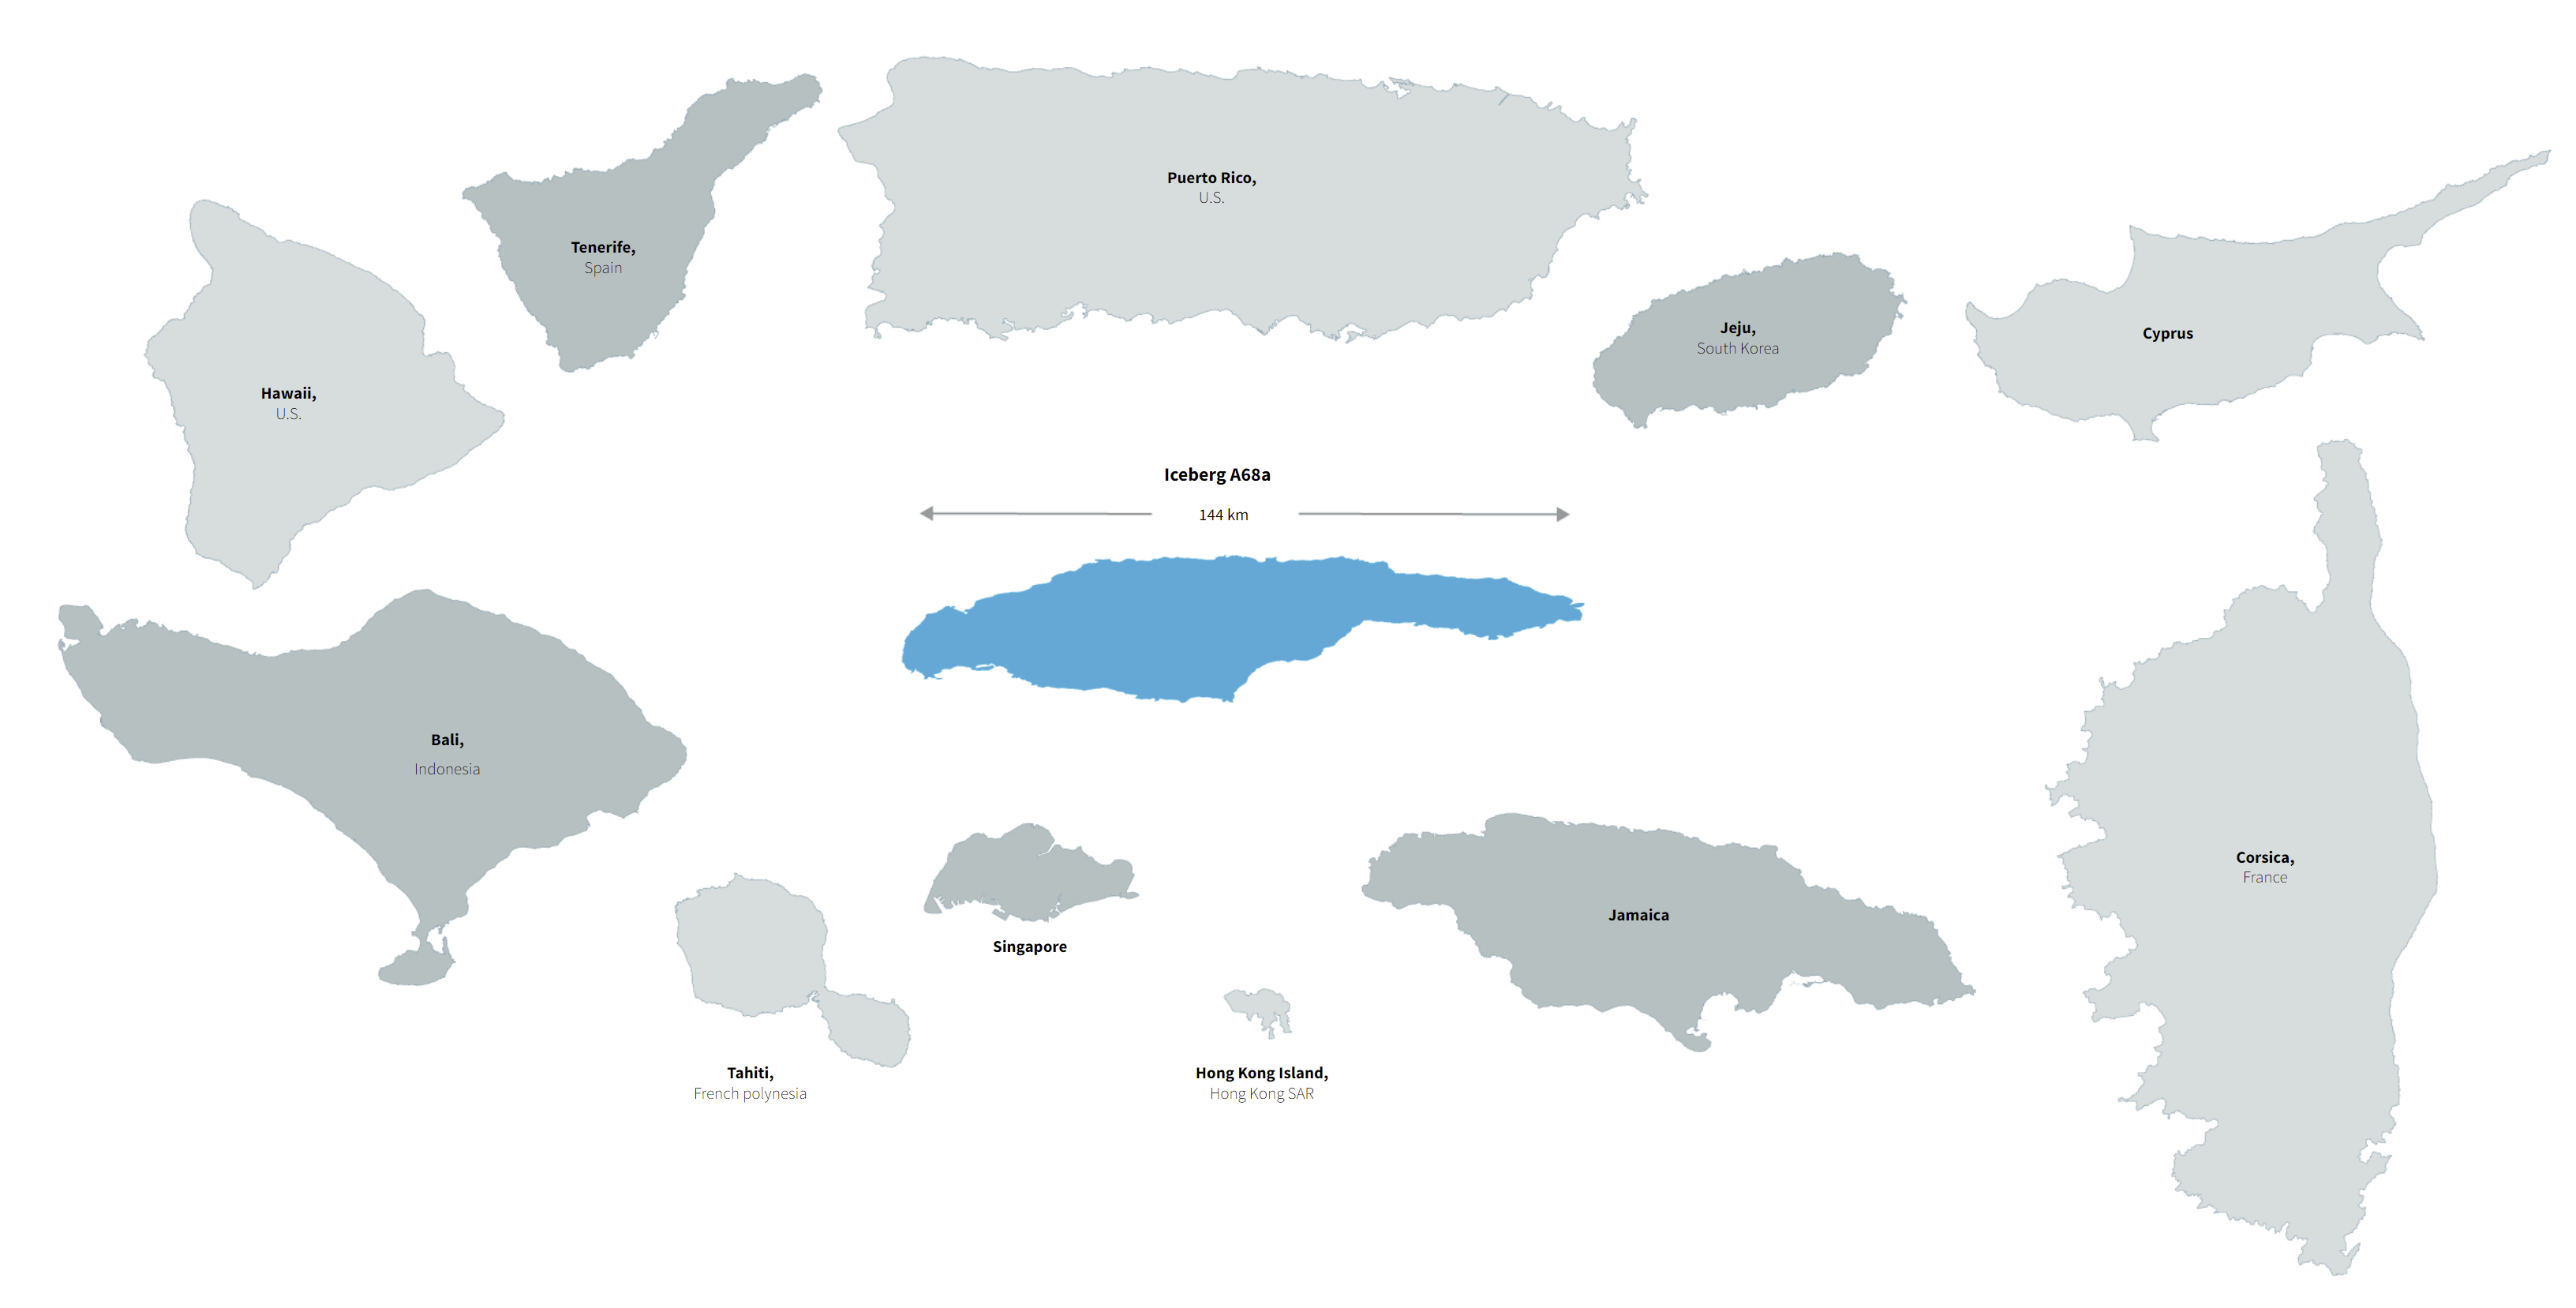 Puerto Rico,
U.S.
Tenerife,
Spain
Jeju,
South Korea
Cyprus
Hawaii,
U.S.
Iceberg A68a
144 km
Bali,
Indonesia
Corsica,
France
Jamaica
Singapore
Tahiti,
French polynesia
Hong Kong Island,
Hong Kong SAR